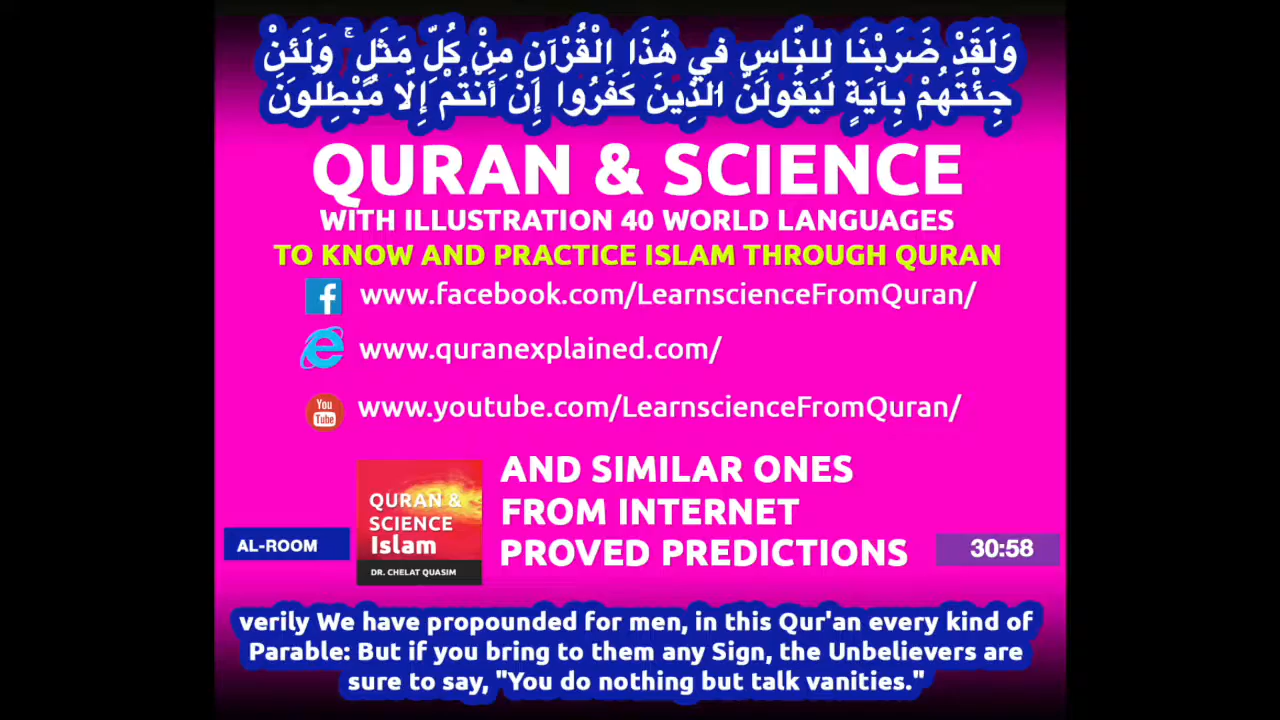 وَلَقَدْ ضَرَبْنَا لِلنَّاسِ فِي هَٰذَا الْقُرْآنِ مِنْ كُلِّ مَثَلٍ ۚ وَلَئِنْ
جِئْتَهُمْ بِآيَةٍ لَيَقُولَنَّ الَّذِينَ كَفَرُوا إِنْ أَنْتُمْ إِلَّا مُبْطِلُونَ
QURAN & SCIENCE
WITH ILLUSTRATION 40 WORLD LANGUAGES
TO KNOW AND PRACTICE ISLAM THROUGH QURAN
www.facebook.com/LearnscienceFromQuran/
www.quranexplained.com/
You
Tube
www.youtube.com/LearnscienceFromQuran/
AND SIMILAR ONES
FROM INTERNET
PROVED PREDICTIONS
QURAN &
SCIENCE
Islam
DR. CHELAT QUASIM
AL-ROOM
30:58
verily We have propounded for men, in this Qur'an every kind of
Parable: But if you bring to them any Sign, the Unbelievers are
sure to say, "You do nothing but talk vanities."